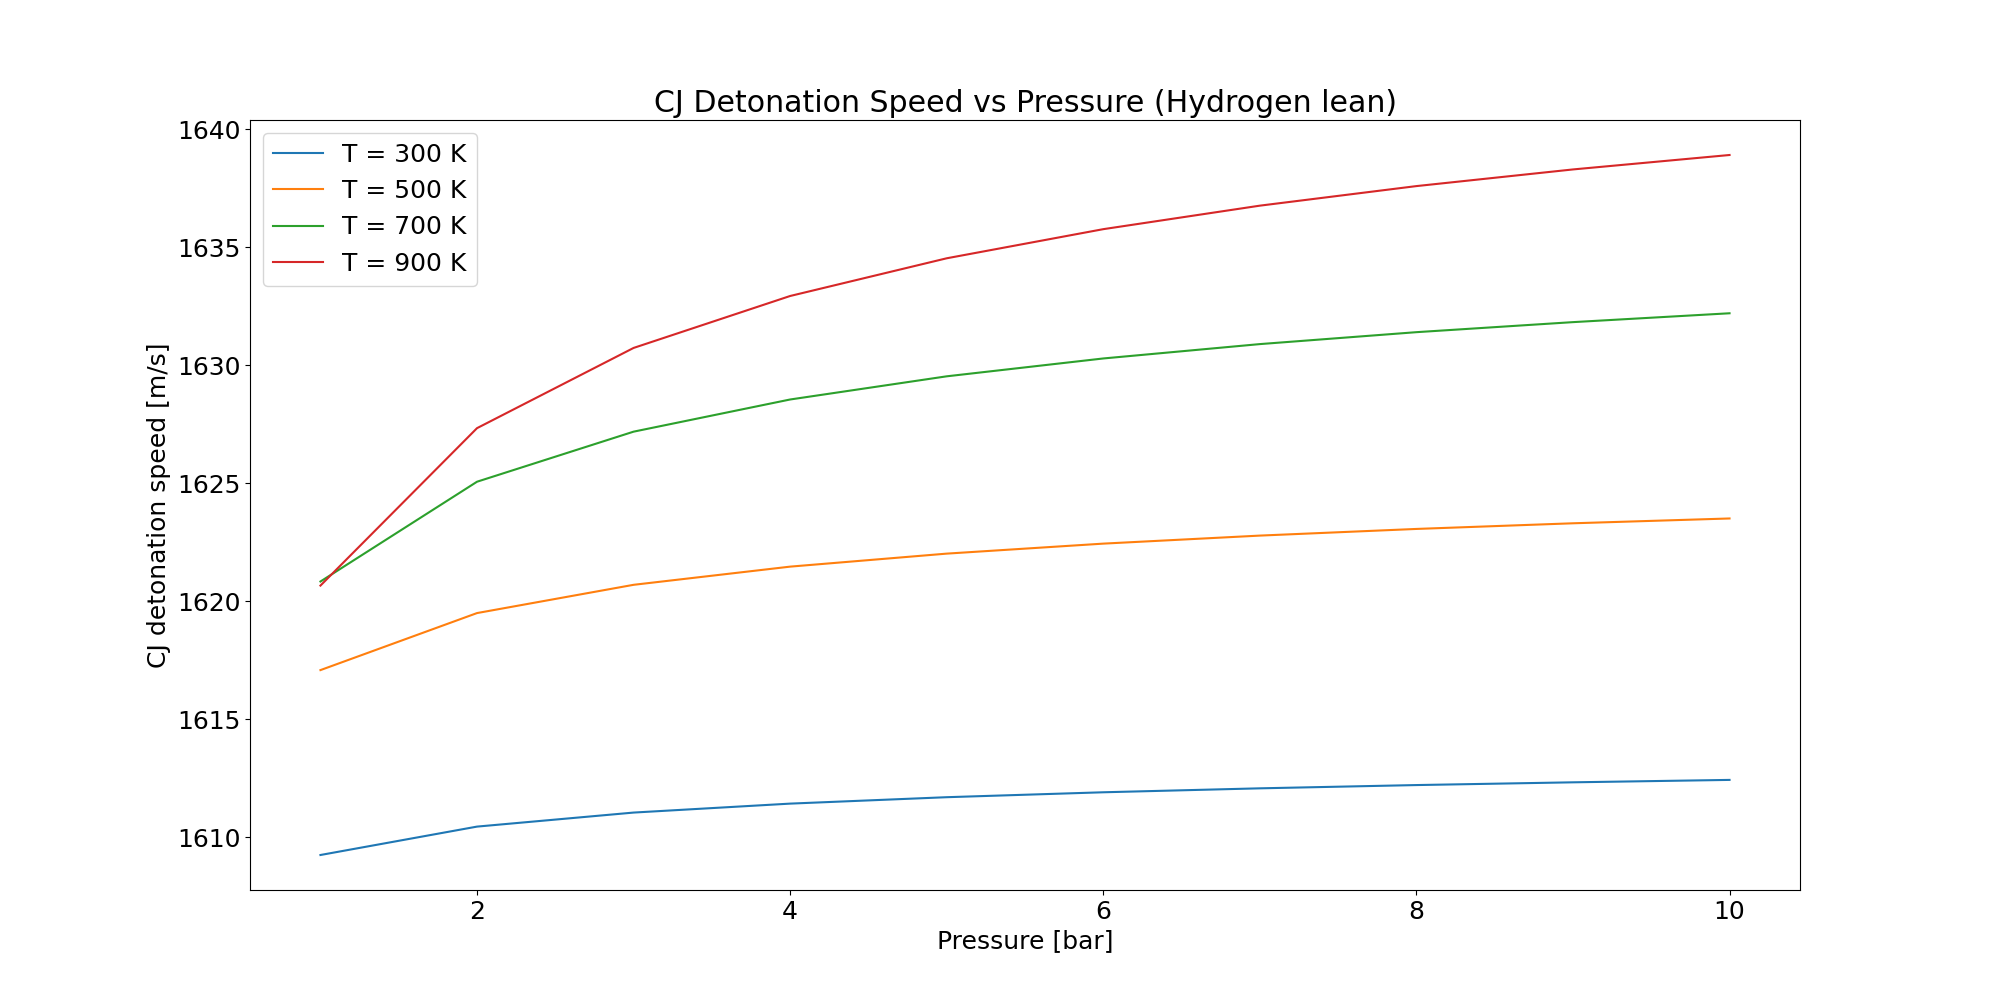 CJ Detonation Speed vs Pressure (Hydrogen lean)
T = 300 K
T = 500 K
T = 700 K
T = 900 K
CJ detonation speed [m/s]
1640
1635
1630
1625
1620
1615
1610
2 4 6 8 10
Pressure [bar]